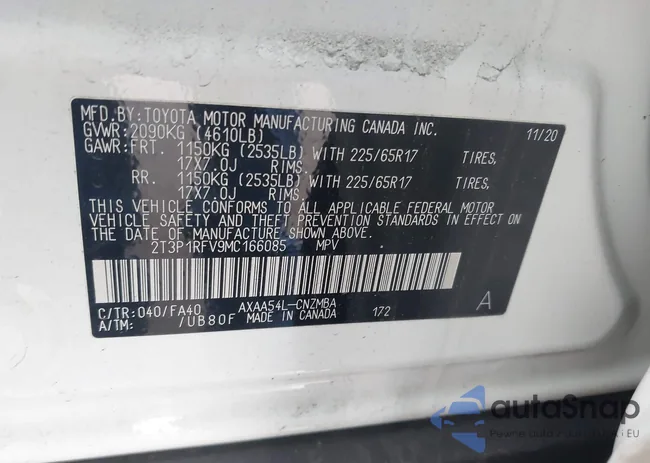 MFD.BY:TOYOTA MOTOR MANUFACTURING CANADA INC. 11/20
GVWR:2090KG (4610LB)
GAWR:FRT. 1150KG (2535LB) WITH 225/65R17 TIRES,
17X7.0J RIMS.
RR. 1150KG (2535LB) WITH 225/65R17 TIRES,
17X7.0J RIMS.
THIS VEHICLE CONFORMS TO ALL APPLICABLE FEDERAL MOTOR
VEHICLE SAFETY AND THEFT PREVENTION STANDARDS IN EFFECT ON
THE DATE OF MANUFACTURE SHOWN ABOVE.
2T3P1RFV9MC166085 MPV
C/TR:040/FA40 AXAA54L-CNZMBA 172 A
A/TM: /UB80F MADE IN CANADA
autoSnap
EU